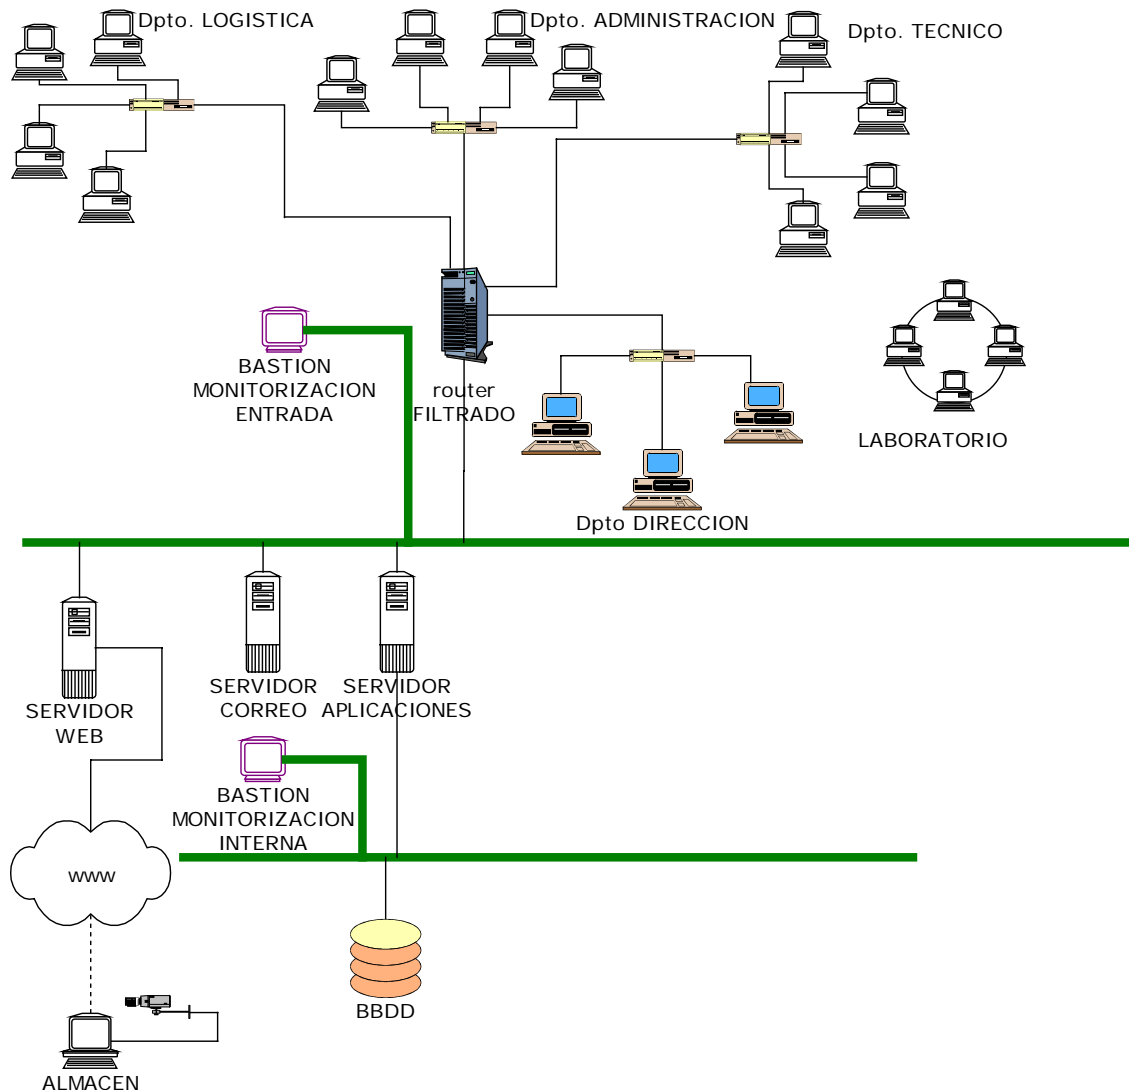 Dpto. LOGISTICA
Dpto. ADMINISTRACION
Dpto. TECNICO
BASTION
MONITORIZACION
ENTRADA
router
FILTRADO
LABORATORIO
Dpto DIRECCION
SERVIDOR
WEB
SERVIDOR
CORREO
SERVIDOR
APLICACIONES
BASTION
MONITORIZACION
INTERNA
www
BBDD
ALMACEN